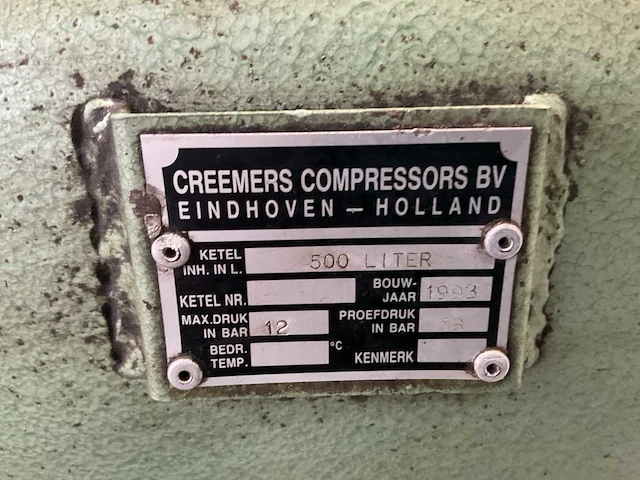 CREEMERS COMPRESSORS BV
EINDHOVEN – HOLLAND
KETEL INH. IN L. 500 LITER
KETEL NR. BOUW-JAAR 1993
MAX.DRUK IN BAR 12 PROEFDRUK IN BAR 18
BEDR. TEMP. °C KENMERK